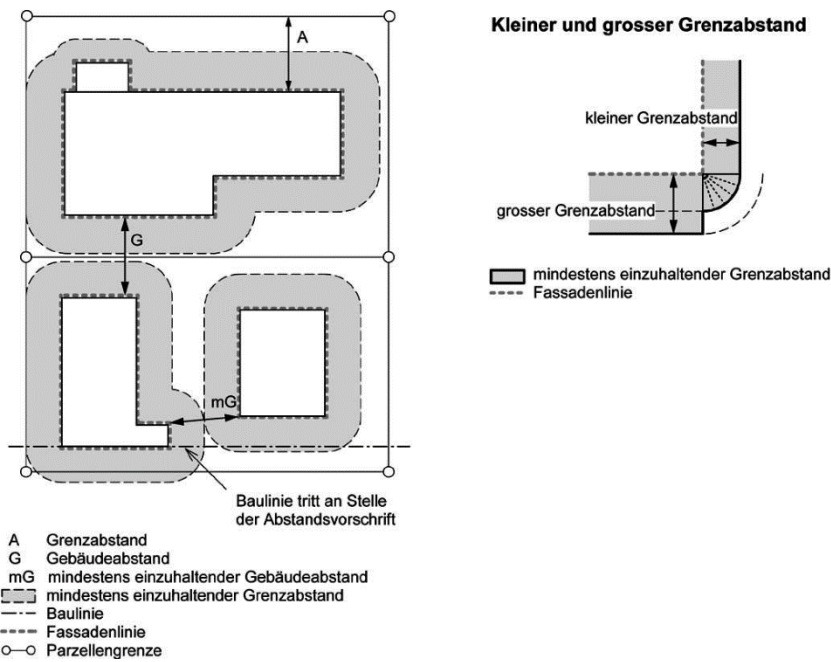 A
G
mG
Baulinie tritt an Stelle
der Abstandsvorschrift
A Grenzabstand
G Gebäudeabstand
mG mindestens einzuhaltender Gebäudeabstand
mindestens einzuhaltender Grenzabstand
Baulinie
Fassadenlinie
Parzellengrenze
Kleiner und grosser Grenzabstand
kleiner Grenzabstand
grosser Grenzabstand
mindestens einzuhaltender Grenzabstand
Fassadenlinie